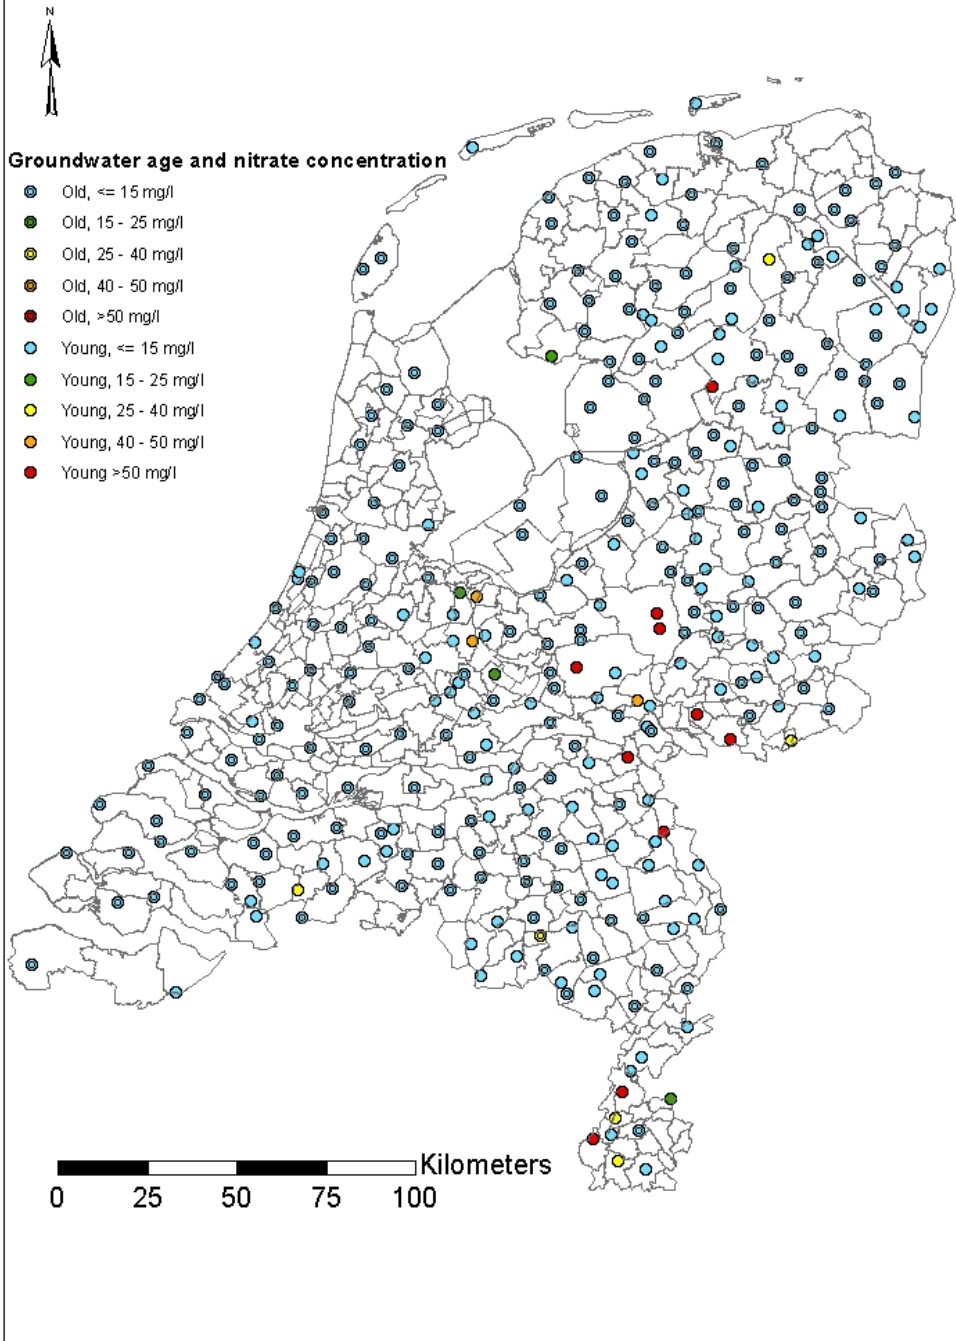 N
Groundwater age and nitrate concentration
Old, <= 15 mg/l
Old, 15 - 25 mg/l
Old, 25 - 40 mg/l
Old, 40 - 50 mg/l
Old, >50 mg/l
Young, <= 15 mg/l
Young, 15 - 25 mg/l
Young, 25 - 40 mg/l
Young, 40 - 50 mg/l
Young >50 mg/l
Kilometers
0 25 50 75 100